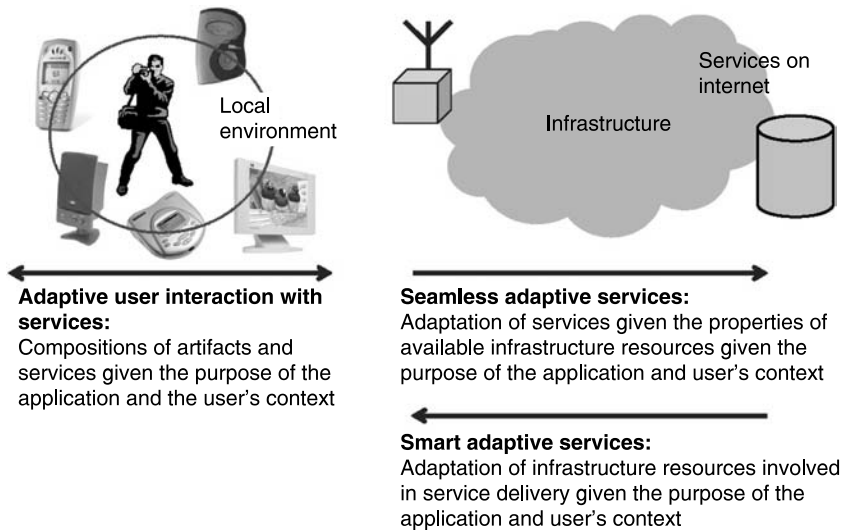 Local
environment
Infrastructure
Services on
internet
Adaptive user interaction with
services:
Compositions of artifacts and
services given the purpose of the
application and the user's context
Seamless adaptive services:
Adaptation of services given the properties of
available infrastructure resources given the
purpose of the application and user's context
Smart adaptive services:
Adaptation of infrastructure resources involved
in service delivery given the purpose of the
application and user's context